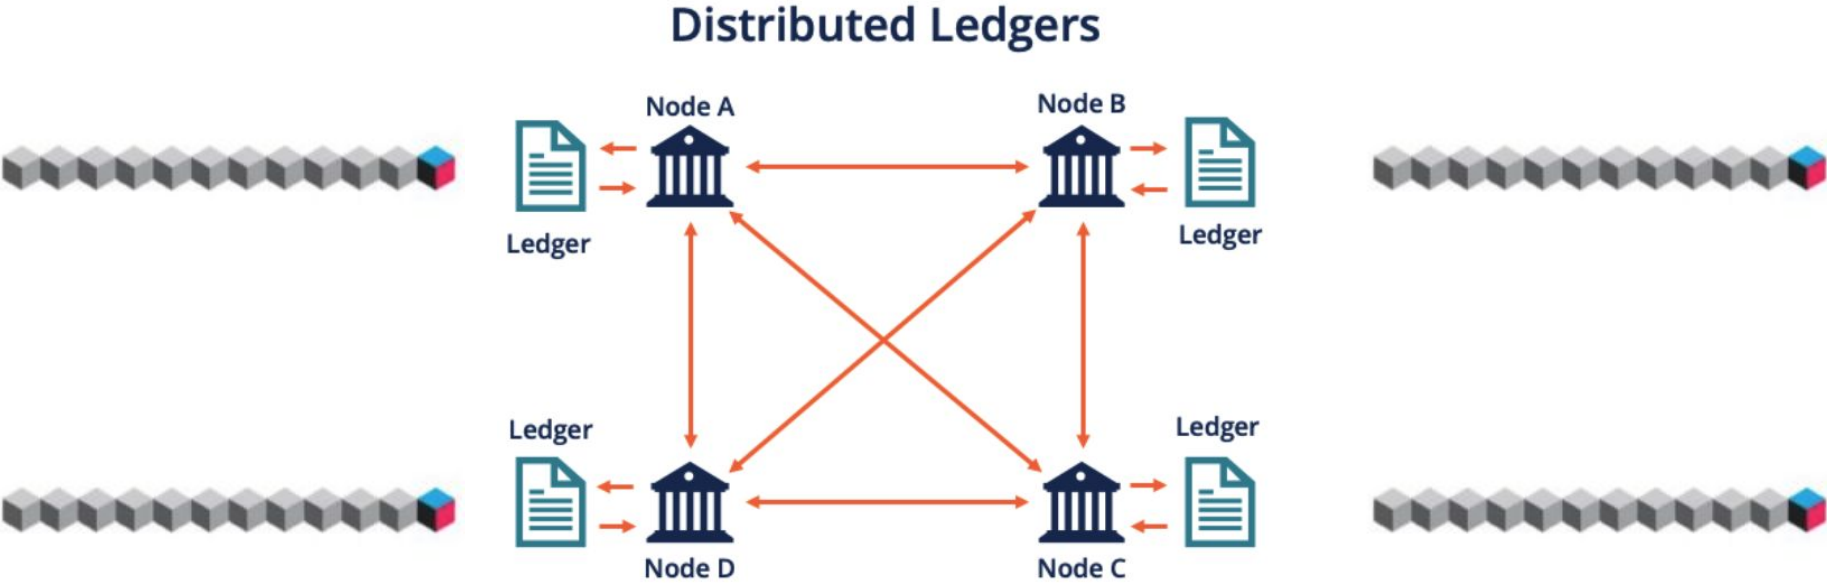 Distributed Ledgers
Node A
Node B
Ledger
Ledger
Ledger
Ledger
Node D
Node C